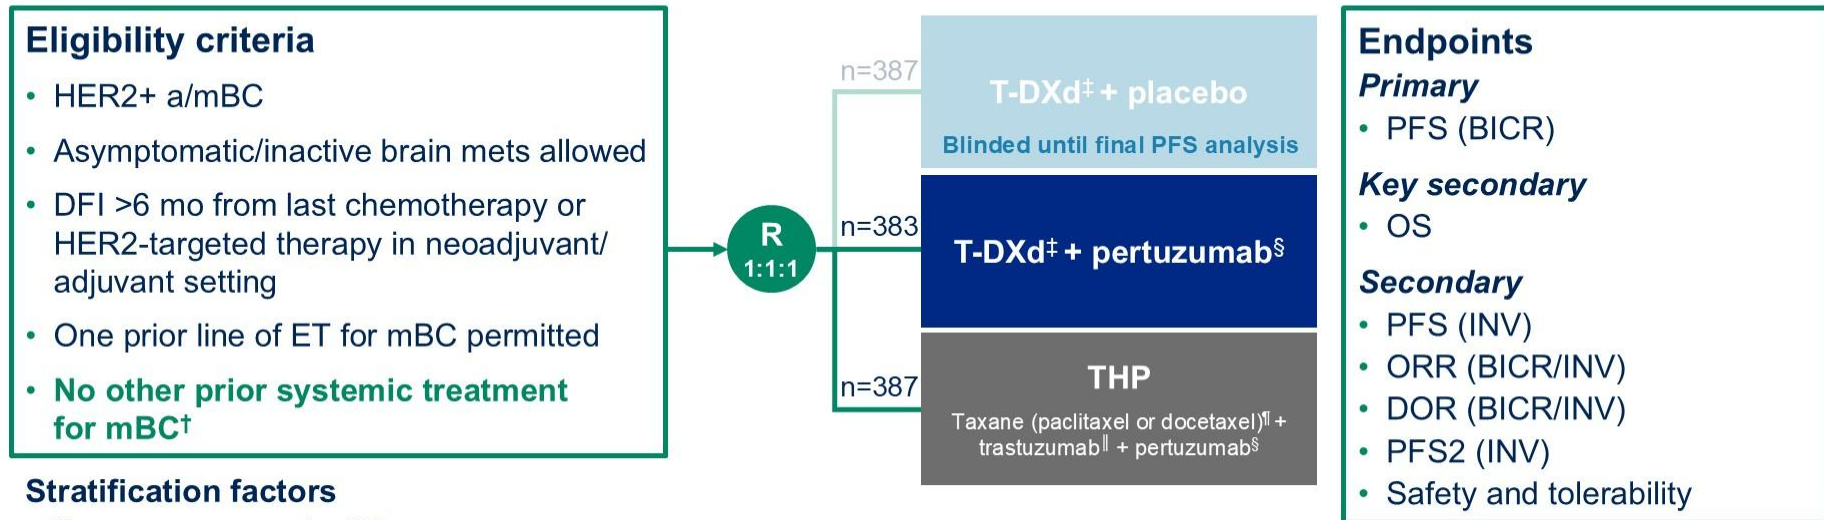 Eligibility criteria
• HER2+ a/mBC
• Asymptomatic/inactive brain mets allowed
• DFI >6 mo from last chemotherapy or
HER2-targeted therapy in neoadjuvant/
adjuvant setting
• One prior line of ET for mBC permitted
• No other prior systemic treatment
for mBC†
Stratification factors
R
1:1:1
n=387
T-DXd‡ + placebo
Blinded until final PFS analysis
n=383
T-DXd‡ + pertuzumab§
n=387
THP
Taxane (paclitaxel or docetaxel)¶ +
trastuzumab‖ + pertuzumab§
Endpoints
Primary
• PFS (BICR)
Key secondary
• OS
Secondary
• PFS (INV)
• ORR (BICR/INV)
• DOR (BICR/INV)
• PFS2 (INV)
• Safety and tolerability